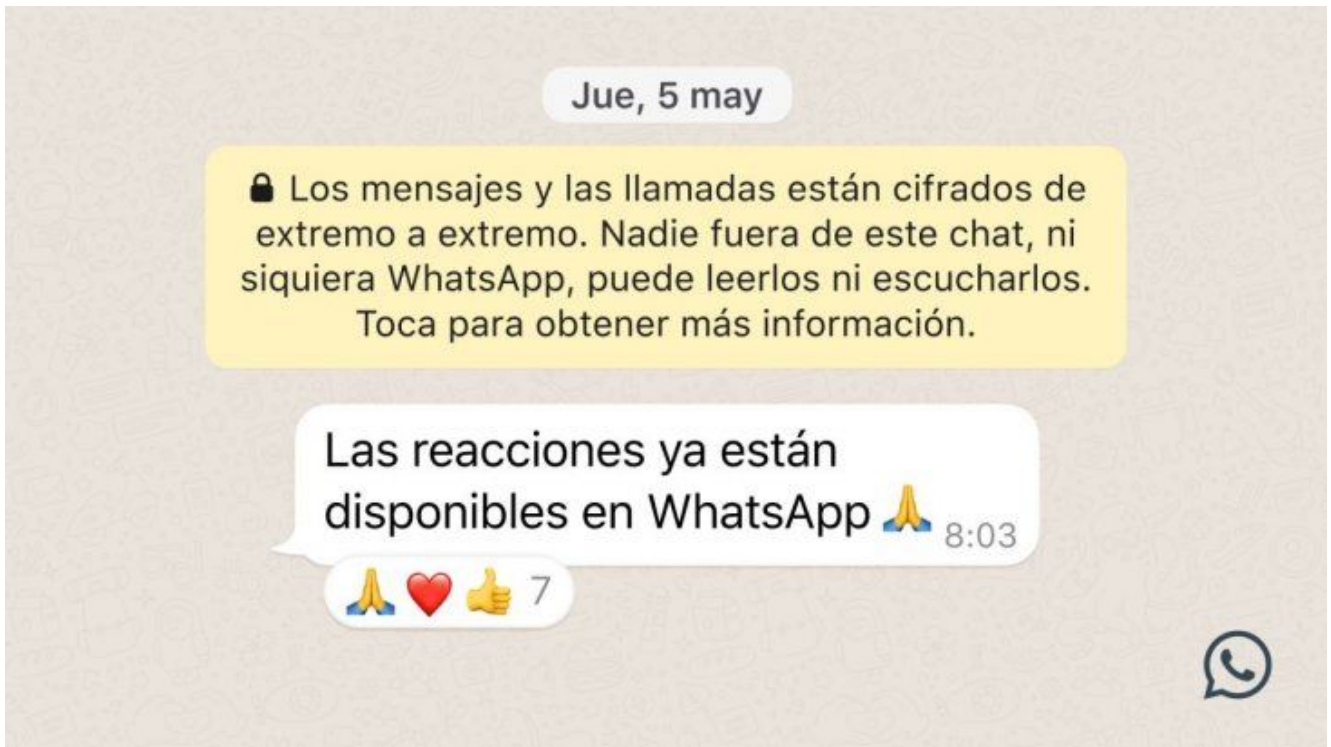 Jue, 5 may
🔒 Los mensajes y las llamadas están cifrados de
extremo a extremo. Nadie fuera de este chat, ni
siquiera WhatsApp, puede leerlos ni escucharlos.
Toca para obtener más información.
Las reacciones ya están
disponibles en WhatsApp 🙏 8:03
🙏 ❤️ 👍 7